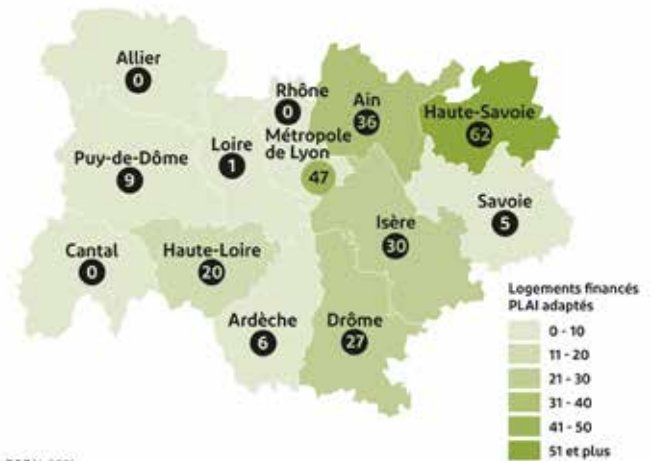 Allier
0
Rhône
0
Ain
36
Haute-Savoie
62
Métropole
de Lyon
47
Loire
1
Puy-de-Dôme
9
Savoie
5
Isère
30
Cantal
0
Haute-Loire
20
Ardèche
6
Drôme
27
Logements financés
PLAI adaptés
0 - 10
11 - 20
21 - 30
31 - 40
41 - 50
51 et plus